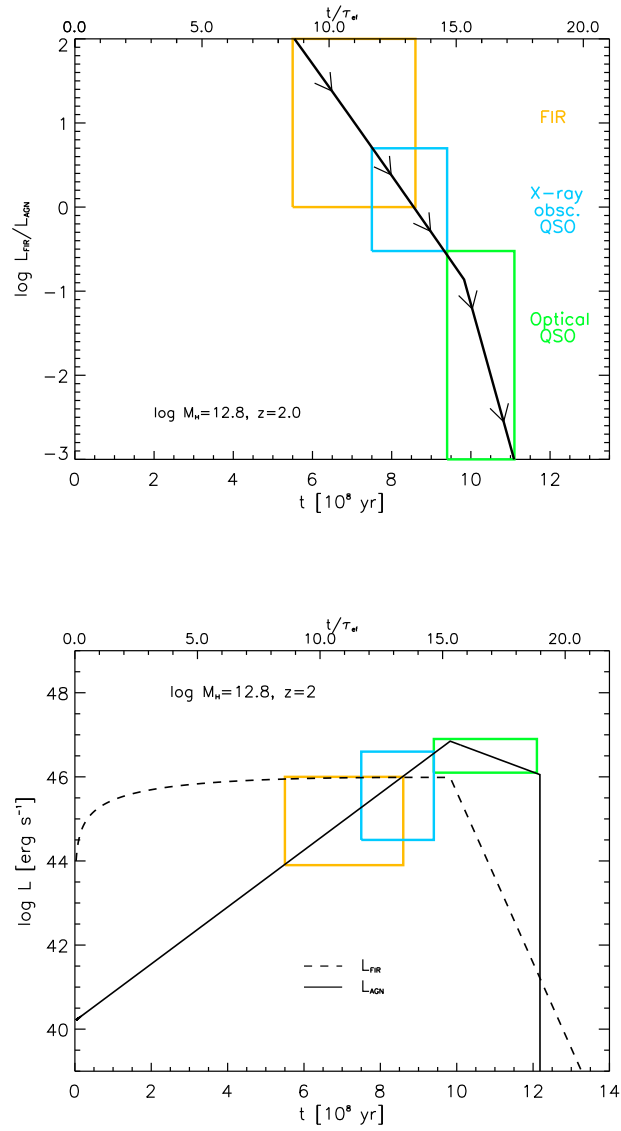 t/τef
0.0 5.0 10.0 15.0 20.0
2
1
0
−1
−2
−3
log LFIR/LAGN
FIR
X−ray
obsc.
QSO
Optical
QSO
log MH=12.8, z=2.0
0 2 4 6 8 10 12
t [10⁸ yr]
t/τef
0.0 5.0 10.0 15.0 20.0
48
46
44
42
40
log L [erg s⁻¹]
log MH=12.8, z=2
LFIR
LAGN
0 2 4 6 8 10 12 14
t [10⁸ yr]